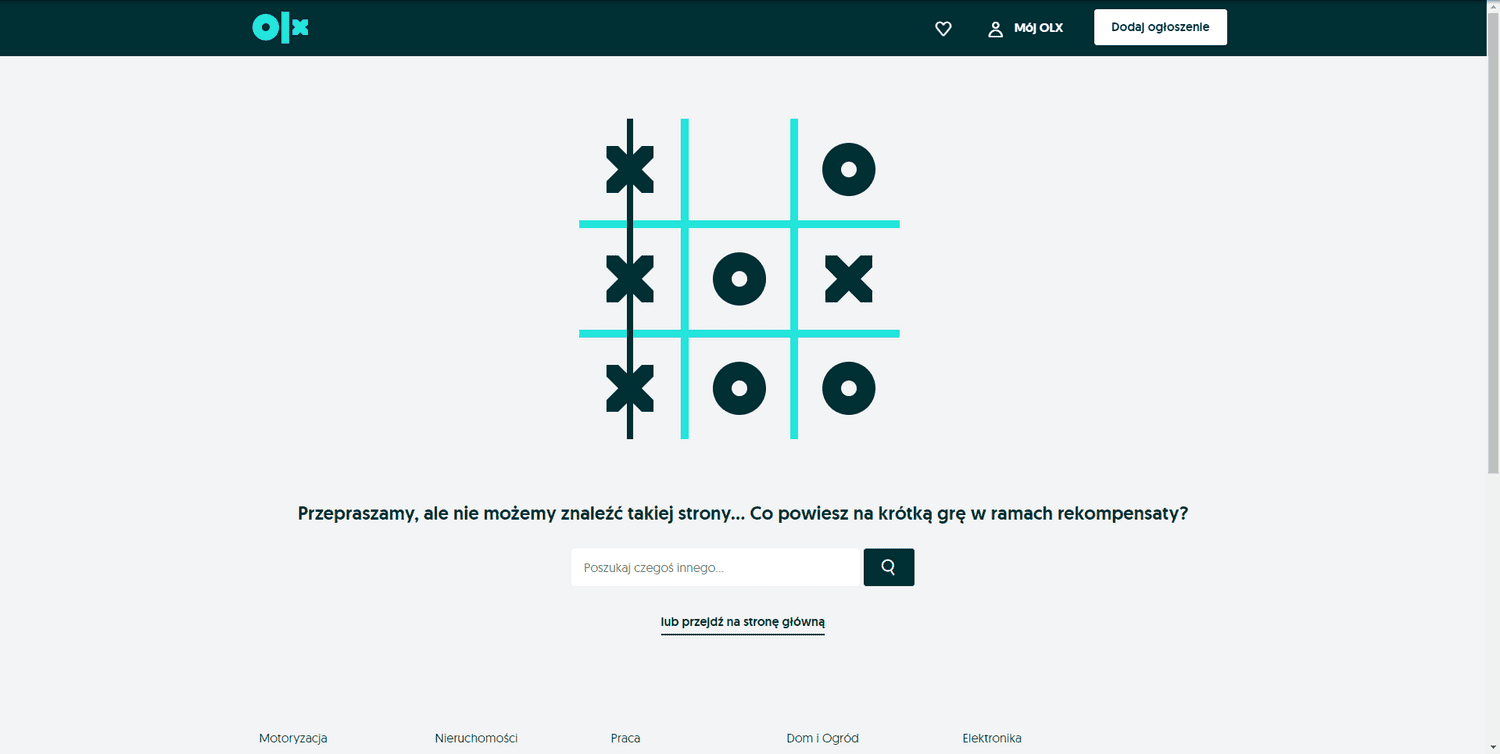 olx
Mój OLX
Dodaj ogłoszenie
X O
X O X
X O O
Przepraszamy, ale nie możemy znaleźć takiej strony... Co powiesz na krótką grę w ramach rekompensaty?
Poszukaj czegoś innego...
lub przejdź na stronę główną
Motoryzacja Nieruchomości Praca Dom i Ogród Elektronika